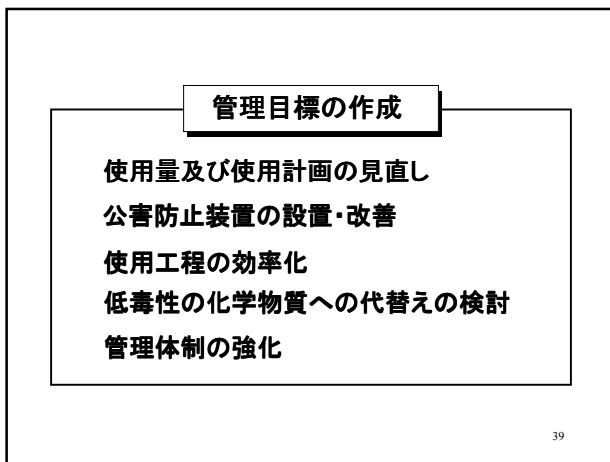 管理目標の作成
使用量及び使用計画の見直し
公害防止装置の設置・改善
使用工程の効率化
低毒性の化学物質への代替えの検討
管理体制の強化
39